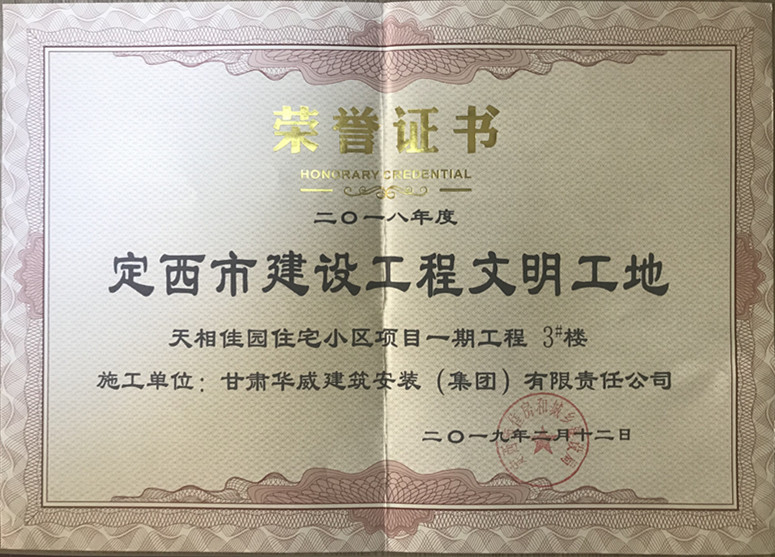 荣誉证书
HONORARY CREDENTIAL
二〇一八年度
定西市建设工程文明工地
天相佳园住宅小区项目一期工程 3#楼
施工单位：甘肃华威建筑安装（集团）有限责任公司
二〇一九年二月十二日